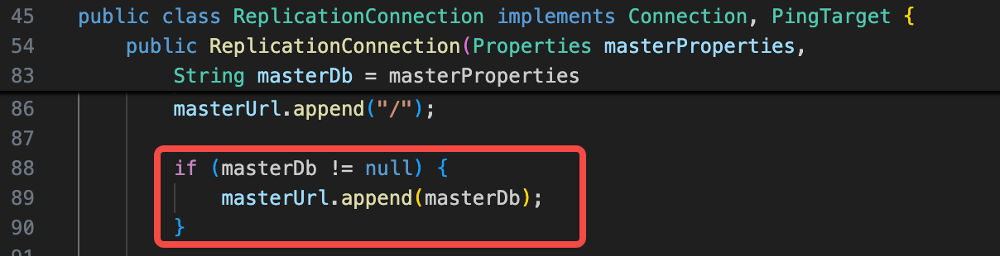 45 public class ReplicationConnection implements Connection, PingTarget {
54 public ReplicationConnection(Properties masterProperties,
83 String masterDb = masterProperties
86 masterUrl.append("/");
87
88 if (masterDb != null) {
89 masterUrl.append(masterDb);
90 }
91